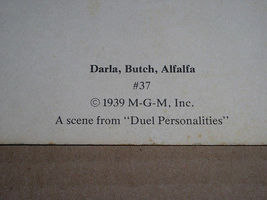 Darla, Butch, Alfalfa
#37
© 1939 M-G-M, Inc.
A scene from "Duel Personalities"